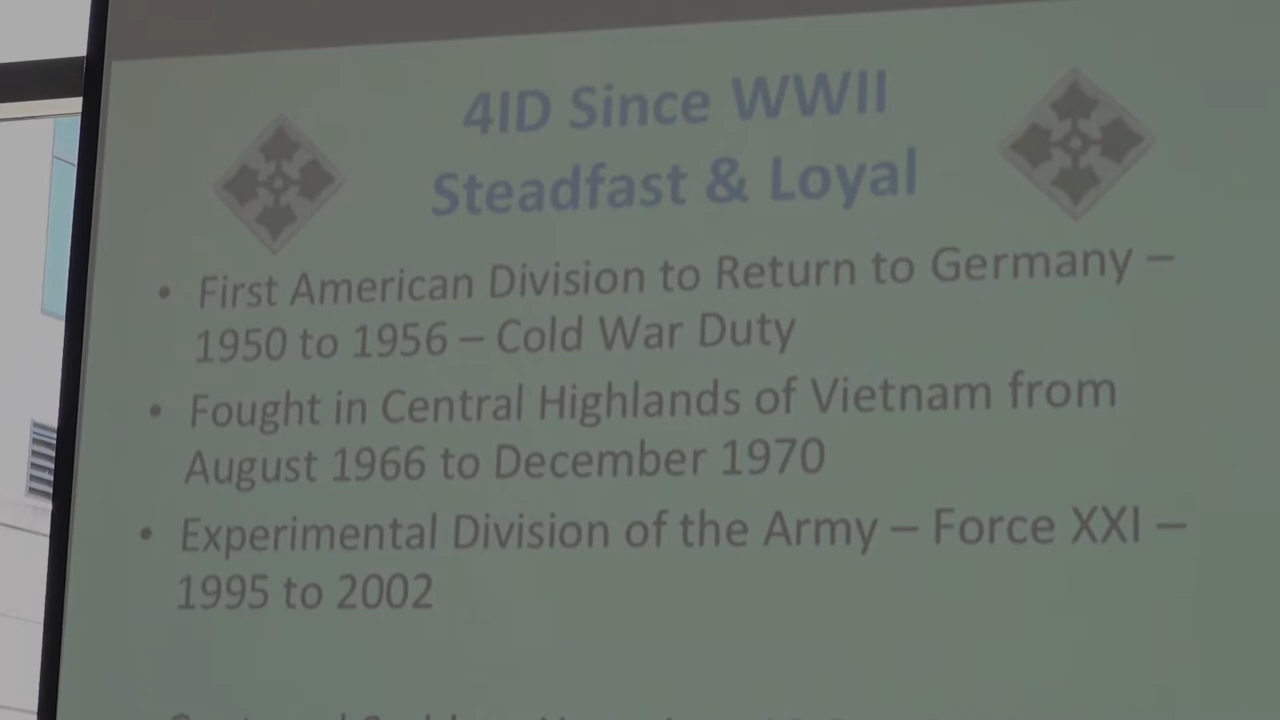 4ID Since WWII
Steadfast & Loyal
• First American Division to Return to Germany –
1950 to 1956 – Cold War Duty
• Fought in Central Highlands of Vietnam from
August 1966 to December 1970
• Experimental Division of the Army – Force XXI –
1995 to 2002